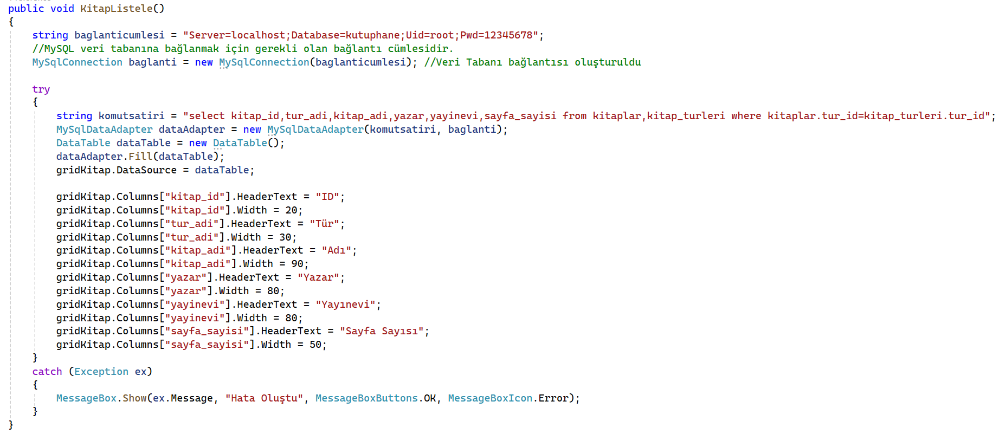 public void KitapListele()
{
string baglanticumlesi = "Server=localhost;Database=kutuphane;Uid=root;Pwd=12345678";
//MySQL veri tabanına bağlanmak için gerekli olan bağlantı cümlesidir.
MySqlConnection baglanti = new MySqlConnection(baglanticumlesi); //Veri Tabanı bağlantısı oluşturuldu
try
{
string komutsatiri = "select kitap_id,tur_adi,kitap_adi,yazar,yayinevi,sayfa_sayisi from kitaplar,kitap_turleri where kitaplar.tur_id=kitap_turleri.tur_id";
MySqlDataAdapter dataAdapter = new MySqlDataAdapter(komutsatiri, baglanti);
DataTable dataTable = new DataTable();
dataAdapter.Fill(dataTable);
gridKitap.DataSource = dataTable;
gridKitap.Columns["kitap_id"].HeaderText = "ID";
gridKitap.Columns["kitap_id"].Width = 20;
gridKitap.Columns["tur_adi"].HeaderText = "Tür";
gridKitap.Columns["tur_adi"].Width = 30;
gridKitap.Columns["kitap_adi"].HeaderText = "Adı";
gridKitap.Columns["kitap_adi"].Width = 90;
gridKitap.Columns["yazar"].HeaderText = "Yazar";
gridKitap.Columns["yazar"].Width = 80;
gridKitap.Columns["yayinevi"].HeaderText = "Yayınevi";
gridKitap.Columns["yayinevi"].Width = 80;
gridKitap.Columns["sayfa_sayisi"].HeaderText = "Sayfa Sayısı";
gridKitap.Columns["sayfa_sayisi"].Width = 50;
}
catch (Exception ex)
{
MessageBox.Show(ex.Message, "Hata Oluştu", MessageBoxButtons.OK, MessageBoxIcon.Error);
}
}